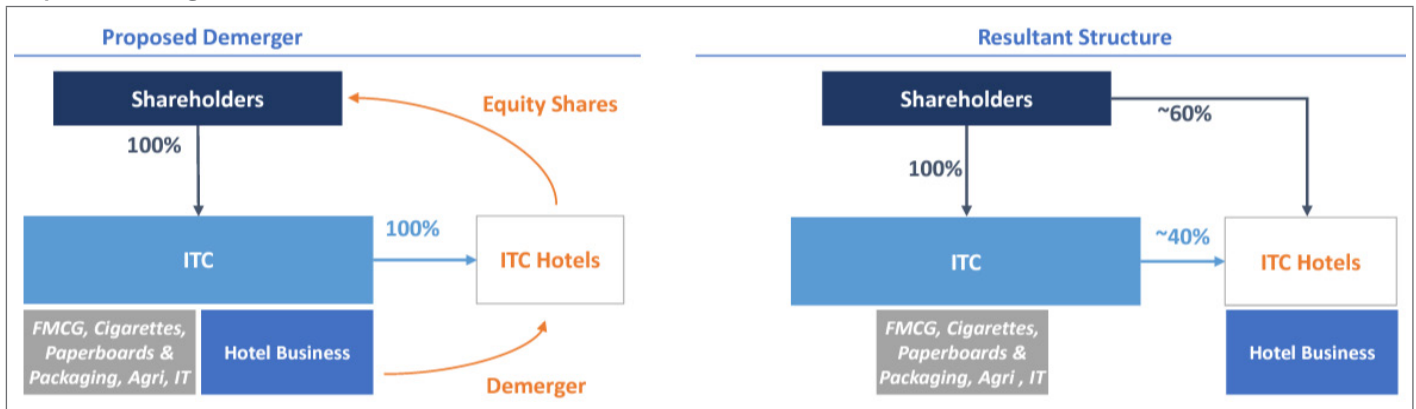 Proposed Demerger
Shareholders
Equity Shares
100%
ITC
100%
ITC Hotels
FMCG, Cigarettes,
Paperboards &
Packaging, Agri, IT
Hotel Business
Demerger
Resultant Structure
Shareholders
~60%
100%
ITC
~40%
ITC Hotels
FMCG, Cigarettes,
Paperboards &
Packaging, Agri , IT
Hotel Business